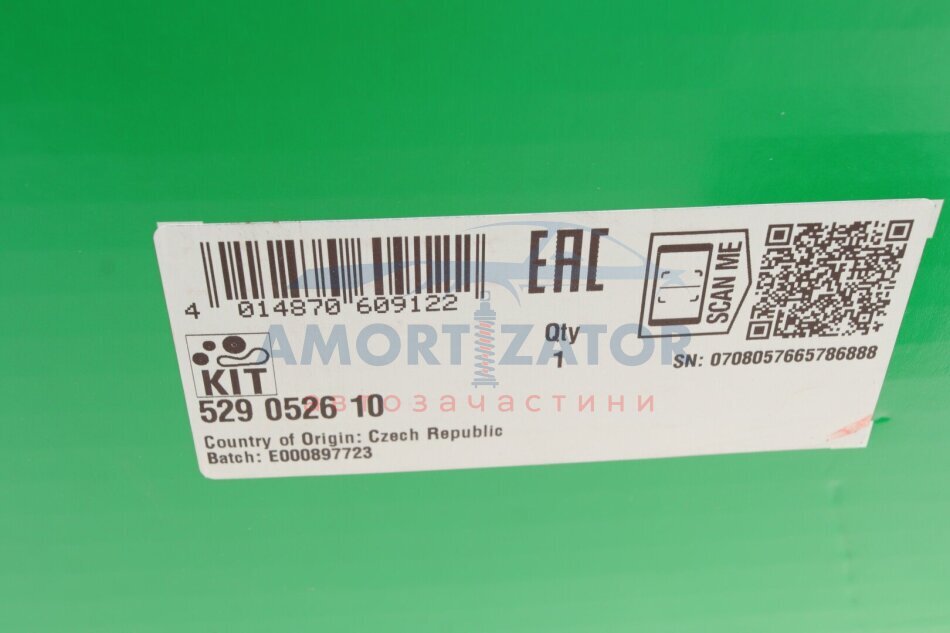 4 014870 609122
EAC
SCAN ME
AMORTIZATOR
автозапчастини
Qty
1
SN: 0708057665786888
KIT
529 0526 10
Country of Origin: Czech Republic
Batch: E000897723